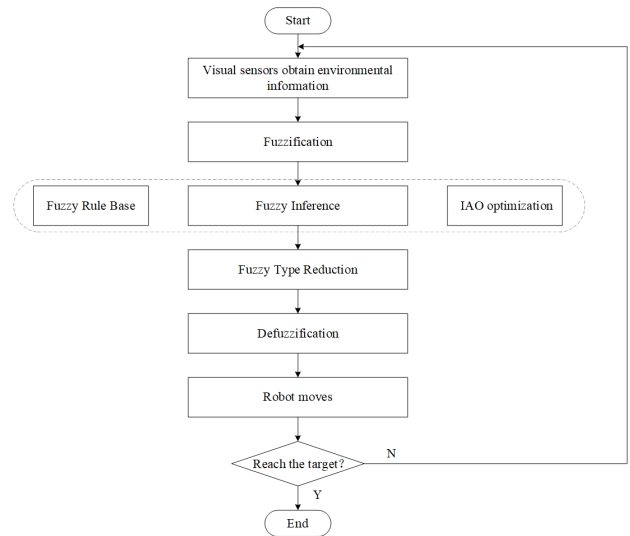 Start
Visual sensors obtain environmental
information
Fuzzification
Fuzzy Rule Base
Fuzzy Inference
IAO optimization
Fuzzy Type Reduction
Defuzzification
Robot moves
Reach the target?
N
Y
End